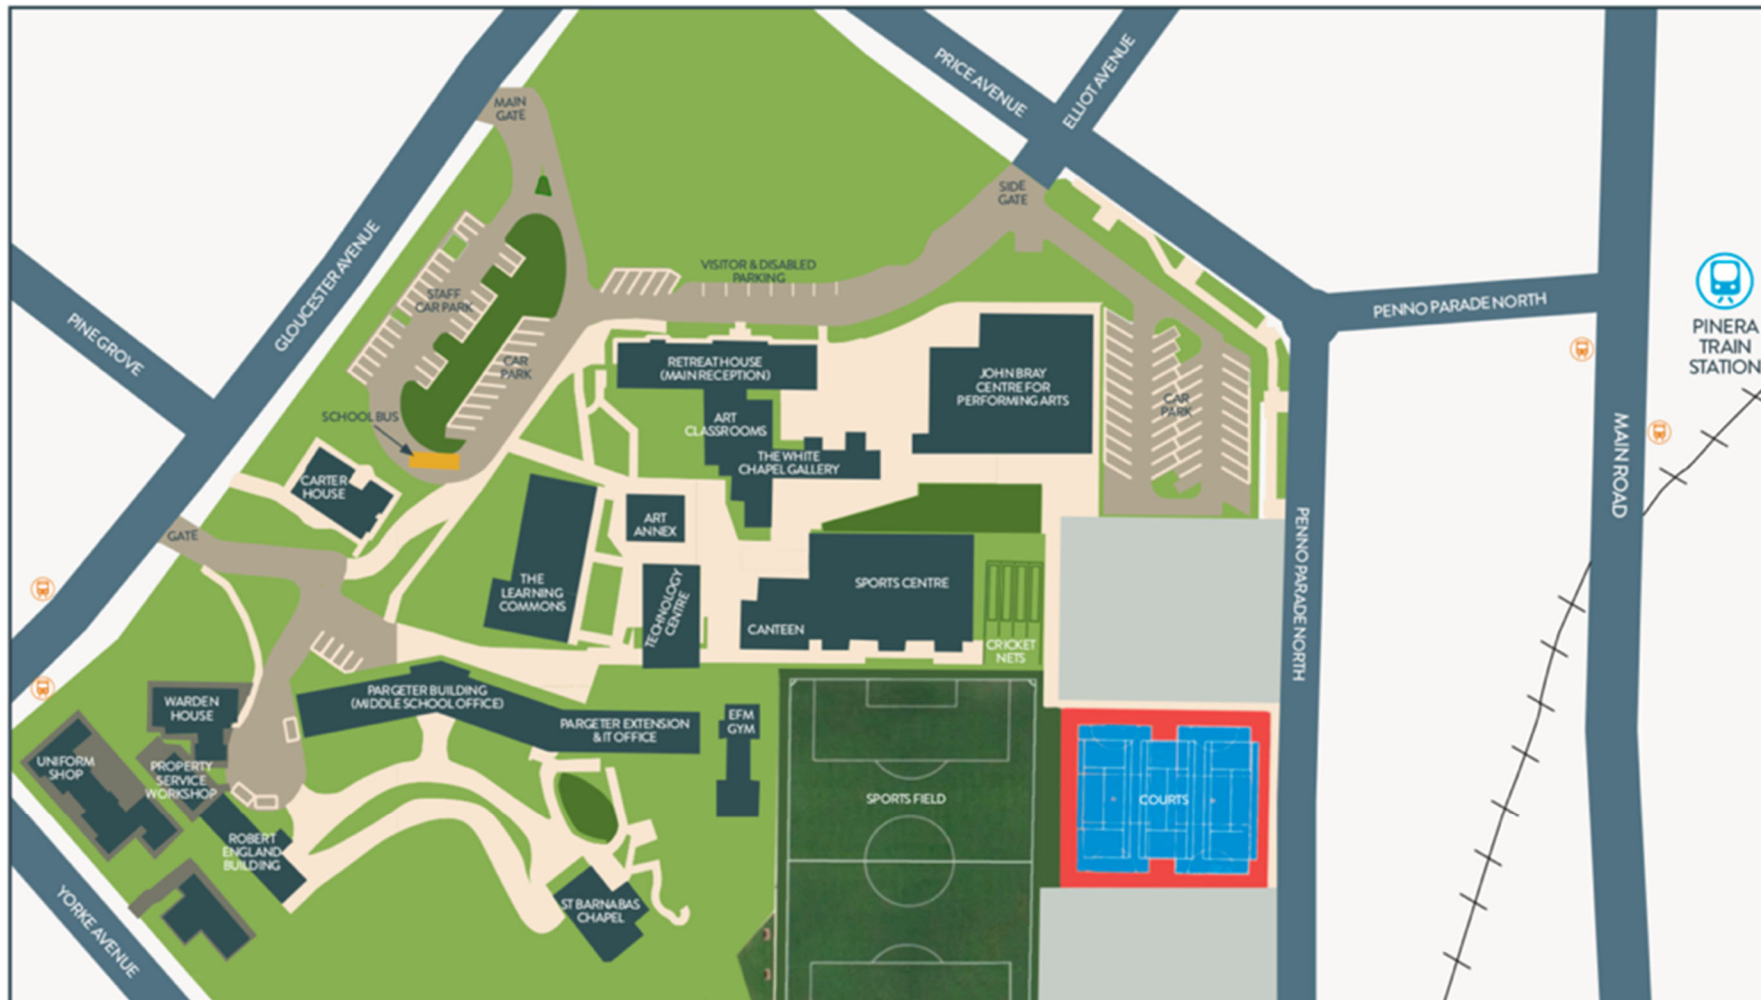 MAIN
GATE
PRICE AVENUE
ELLIOT AVENUE
SIDE
GATE
GLOUCESTER AVENUE
PINE GROVE
STAFF
CAR PARK
VISITOR & DISABLED
PARKING
PENNO PARADE NORTH
PINERA
TRAIN
STATION
CAR
PARK
RETREAT HOUSE
(MAIN RECEPTION)
JOHN BRAY
CENTRE FOR
PERFORMING ARTS
CAR
PARK
SCHOOL BUS
ART
CLASSROOMS
THE WHITE
CHAPEL GALLERY
MAIN ROAD
CARTER
HOUSE
GATE
ART
ANNEX
THE
LEARNING
COMMONS
TECHNOLOGY
CENTRE
SPORTS CENTRE
CANTEEN
CRICKET
NETS
PENNO PARADE NORTH
WARDEN
HOUSE
PARGETER BUILDING
(MIDDLE SCHOOL OFFICE)
PARGETER EXTENSION
& IT OFFICE
EFM
GYM
UNIFORM
SHOP
PROPERTY
SERVICE
WORKSHOP
SPORTS FIELD
COURTS
ROBERT
ENGLAND
BUILDING
ST BARNABAS
CHAPEL
YORKE AVENUE